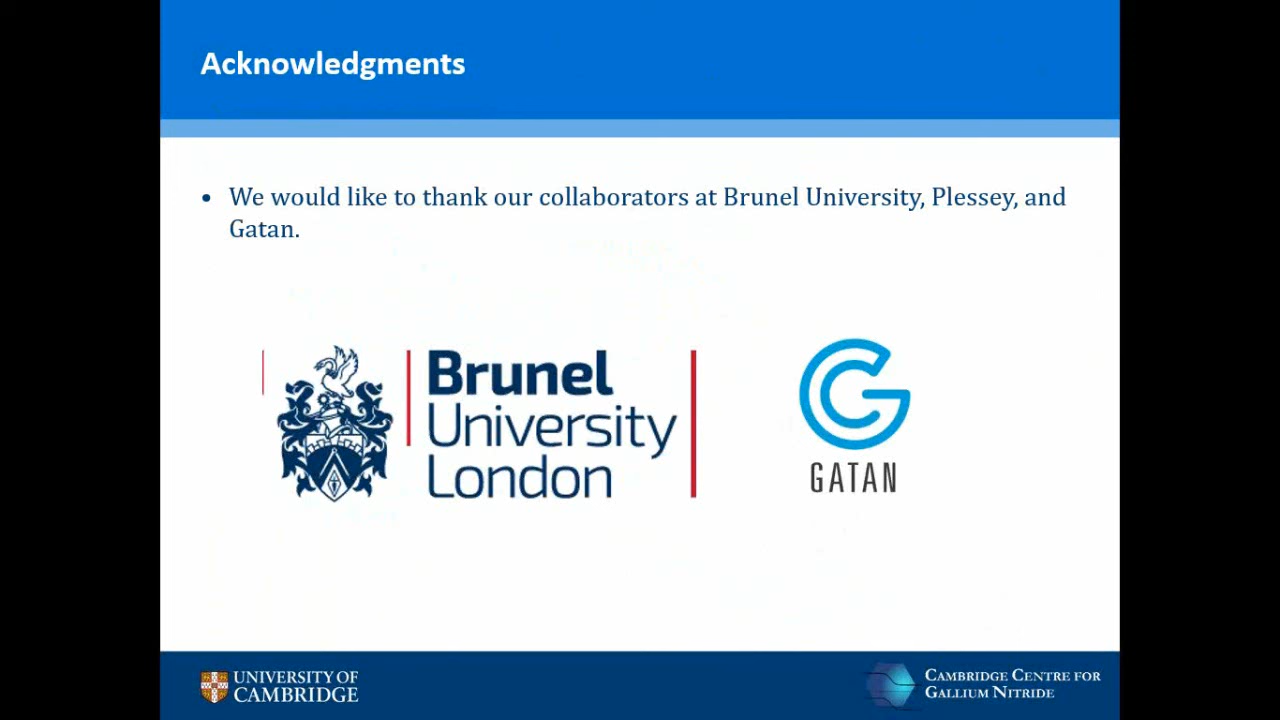 Acknowledgments
• We would like to thank our collaborators at Brunel University, Plessey, and
Gatan.
Brunel
University
London
GATAN
UNIVERSITY OF
CAMBRIDGE
CAMBRIDGE CENTRE FOR
GALLIUM NITRIDE